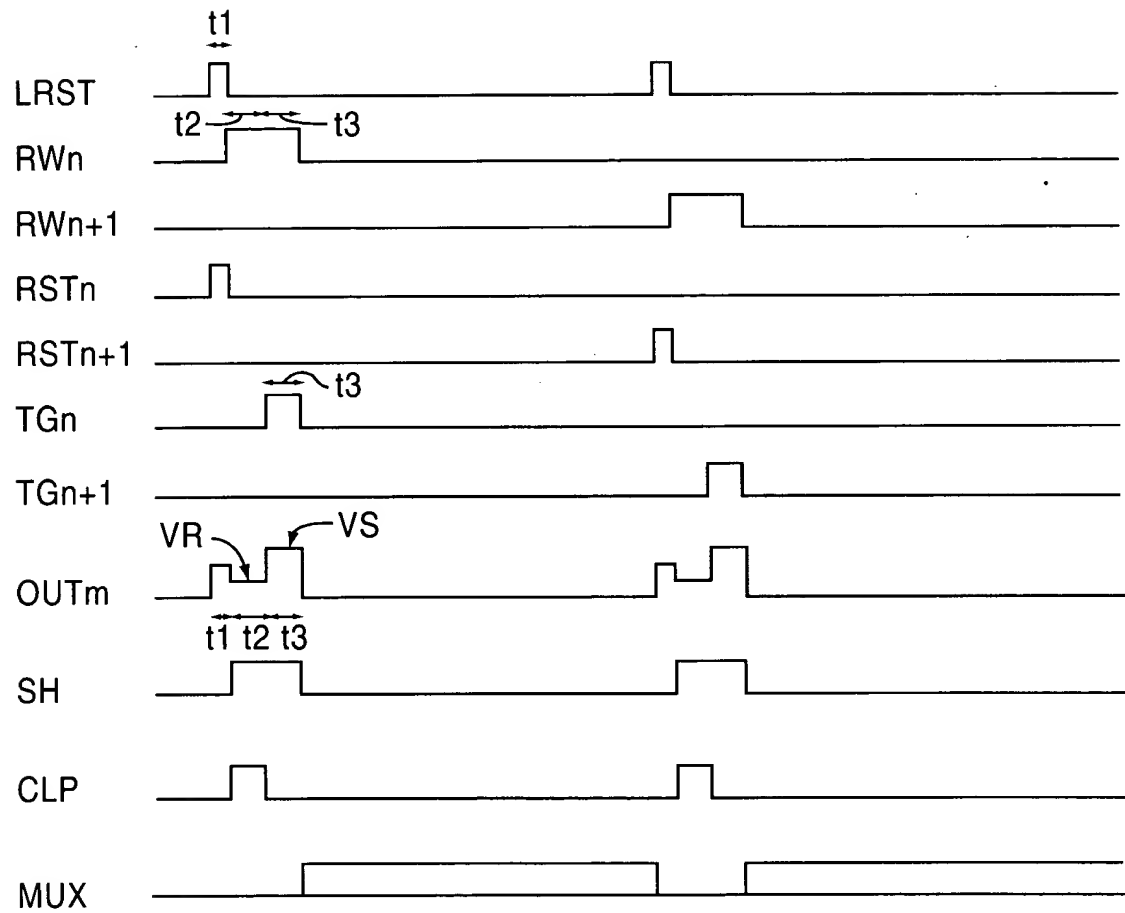 t1
LRST
t2
t3
RWn
RWn+1
RSTn
RSTn+1
t3
TGn
TGn+1
VR
VS
OUTm
t1 t2 t3
SH
CLP
MUX